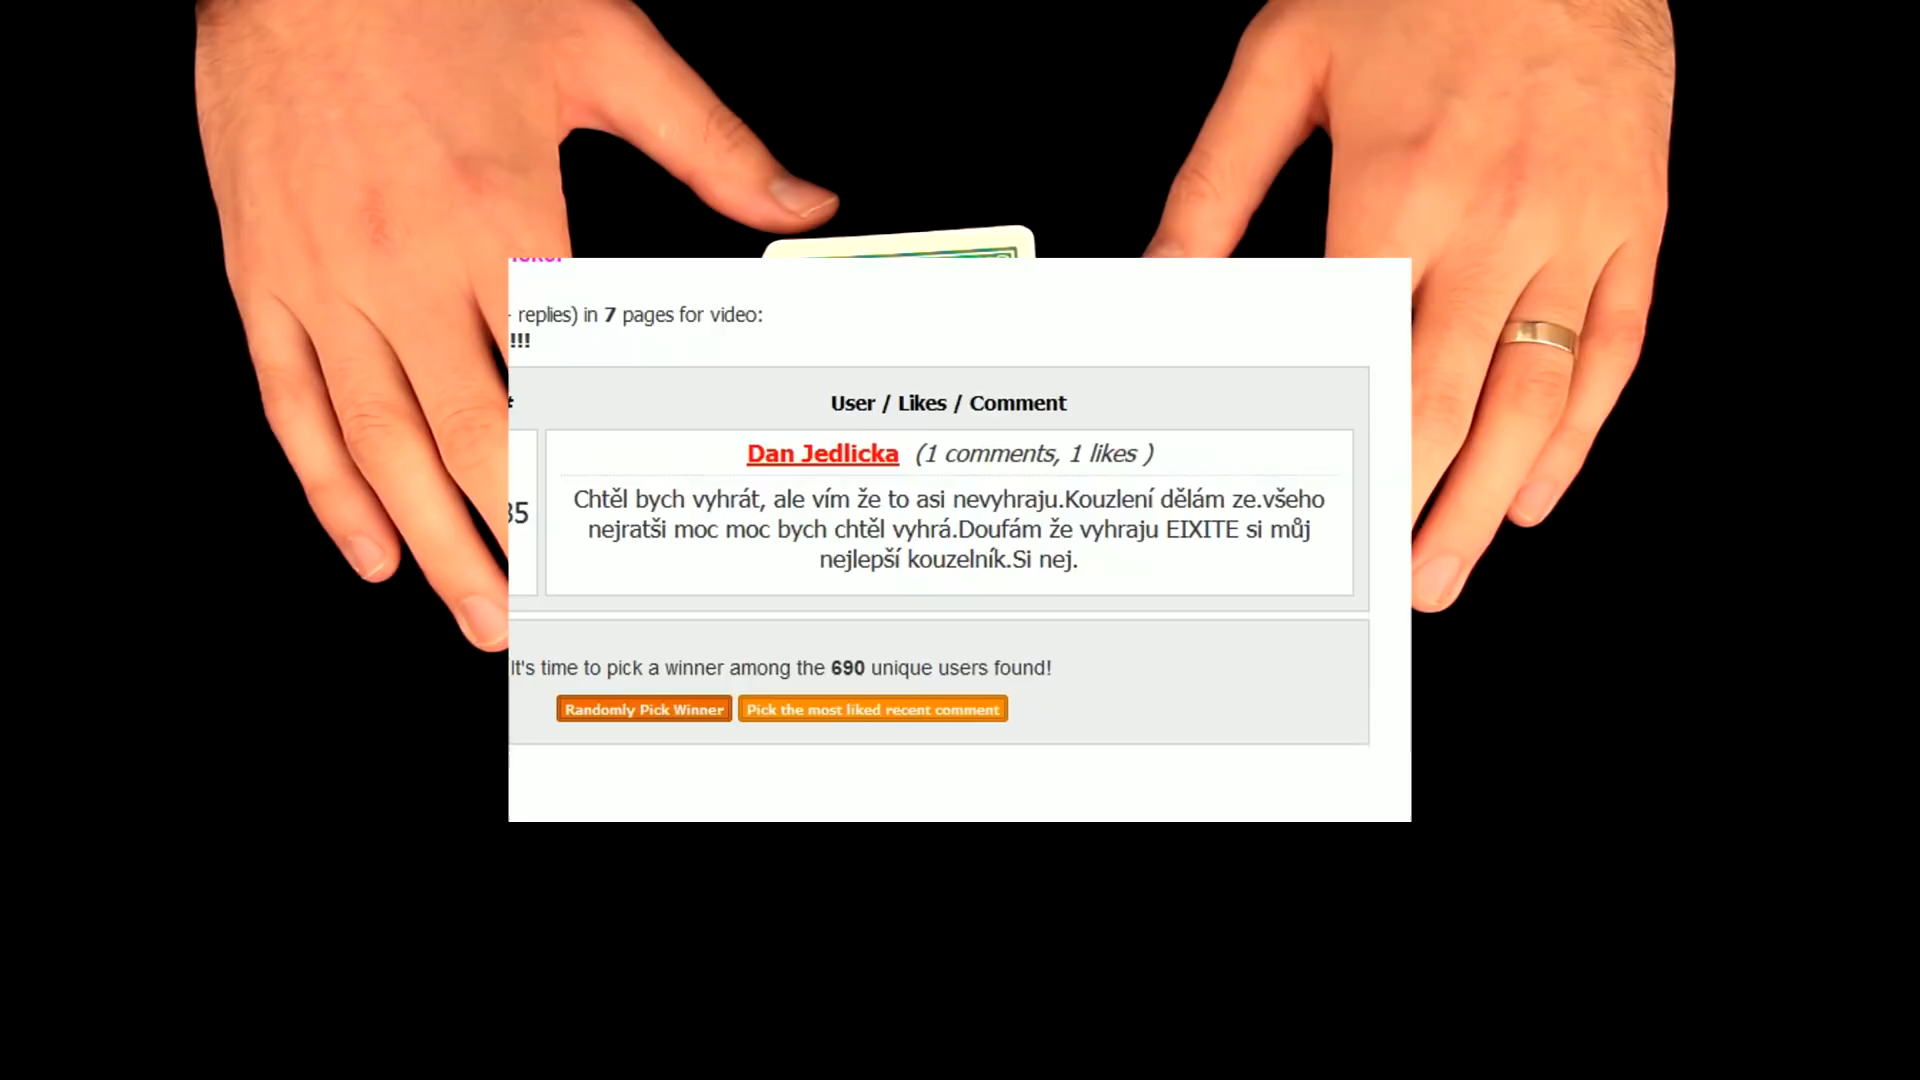 - replies) in 7 pages for video:
!!!
User / Likes / Comment
Dan Jedlicka (1 comments, 1 likes )
Chtěl bych vyhrát, ale vím že to asi nevyhraju.Kouzlení dělám ze.všeho
nejratši moc moc bych chtěl vyhrá.Doufám že vyhraju EIXITE si můj
nejlepší kouzelník.Si nej.
It's time to pick a winner among the 690 unique users found!
Randomly Pick Winner Pick the most liked recent comment